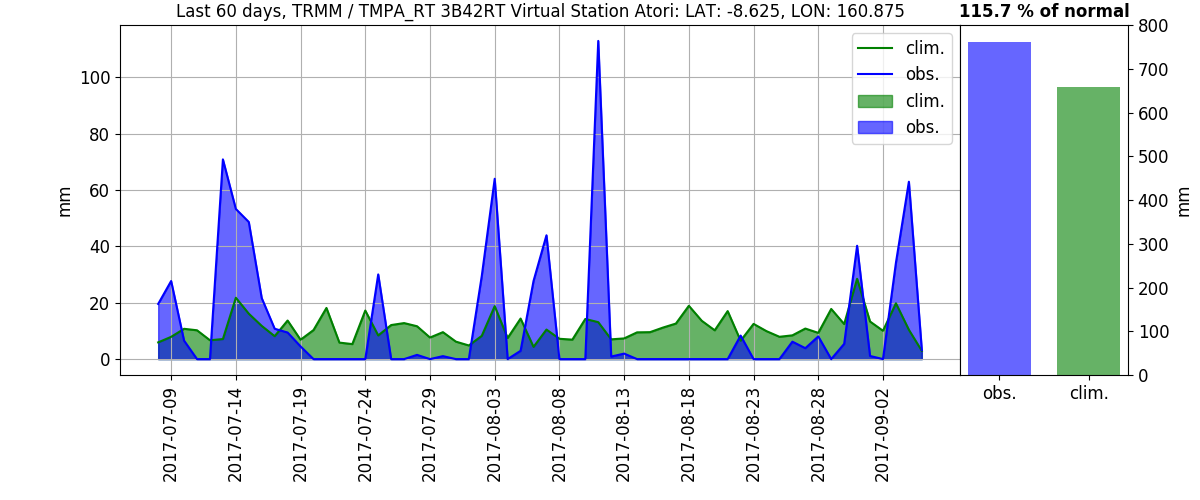 Last 60 days, TRMM / TMPA_RT 3B42RT Virtual Station Atori: LAT: -8.625, LON: 160.875
115.7 % of normal
clim.
obs.
clim.
obs.
mm
100
80
60
40
20
0
2017-07-09
2017-07-14
2017-07-19
2017-07-24
2017-07-29
2017-08-03
2017-08-08
2017-08-13
2017-08-18
2017-08-23
2017-08-28
2017-09-02
800
700
600
500
400
300
200
100
0
mm
obs.
clim.